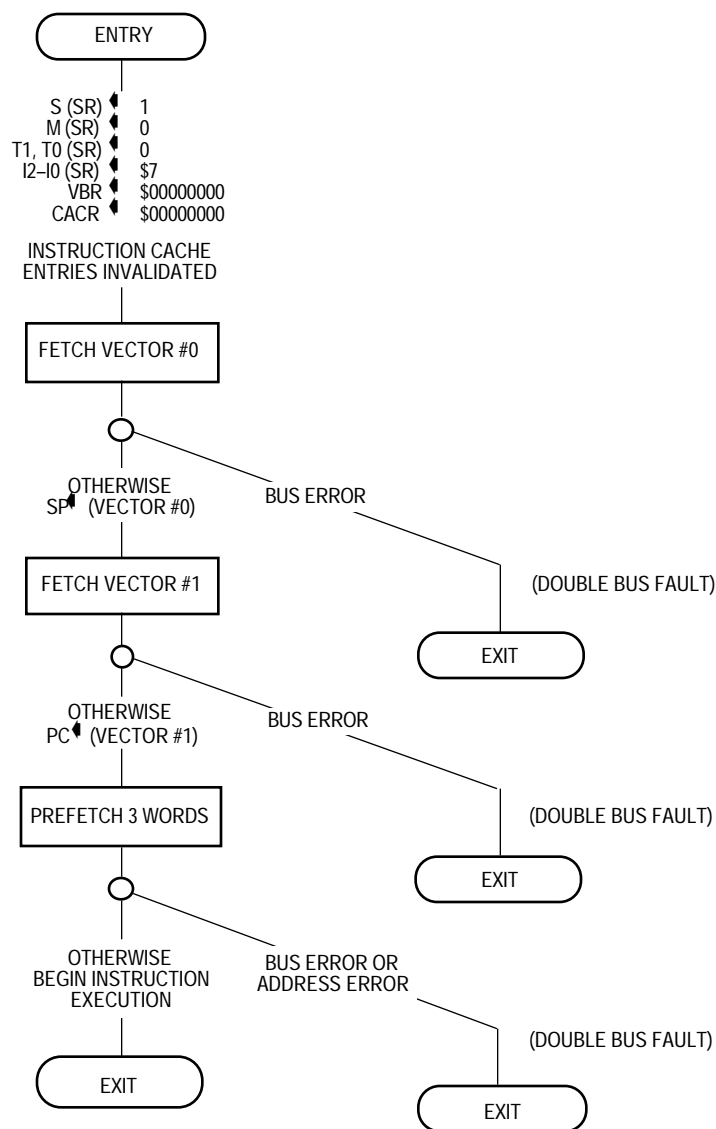 ENTRY
S (SR) 1
M (SR) 0
T1, T0 (SR) 0
I2–I0 (SR) $7
VBR $00000000
CACR $00000000
INSTRUCTION CACHE
ENTRIES INVALIDATED
FETCH VECTOR #0
OTHERWISE
SP (VECTOR #0)
BUS ERROR
FETCH VECTOR #1
(DOUBLE BUS FAULT)
EXIT
OTHERWISE
PC (VECTOR #1)
BUS ERROR
PREFETCH 3 WORDS
(DOUBLE BUS FAULT)
EXIT
OTHERWISE
BEGIN INSTRUCTION
EXECUTION
BUS ERROR OR
ADDRESS ERROR
(DOUBLE BUS FAULT)
EXIT
EXIT